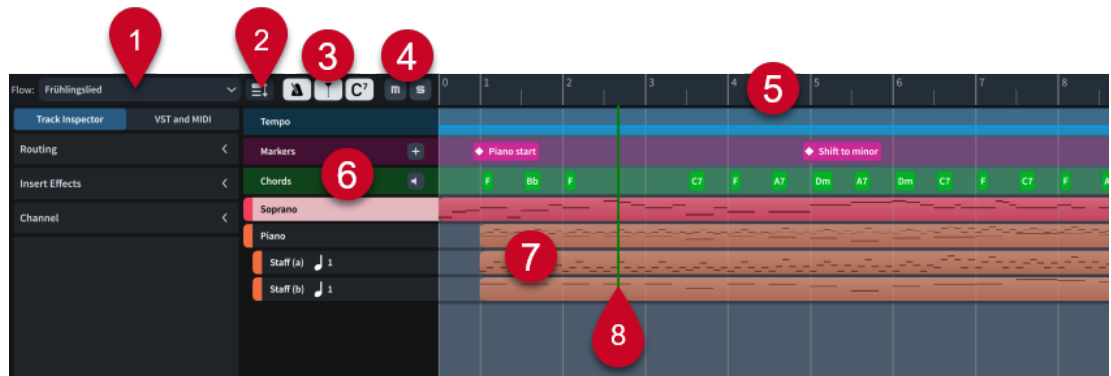 1
2
3
4
Flow: Frühlingslied
C7
m s
0 1 2 3 4 5 6 7 8
5
Track Inspector VST and MIDI
Tempo
Routing
Markers +
Piano start
Shift to minor
Insert Effects
Chords
6
F Bb F C7 F A7 Dm A7 Dm C7 F C7 F A
Channel
Soprano
Piano
7
Staff (a) 1
Staff (b) 1
8